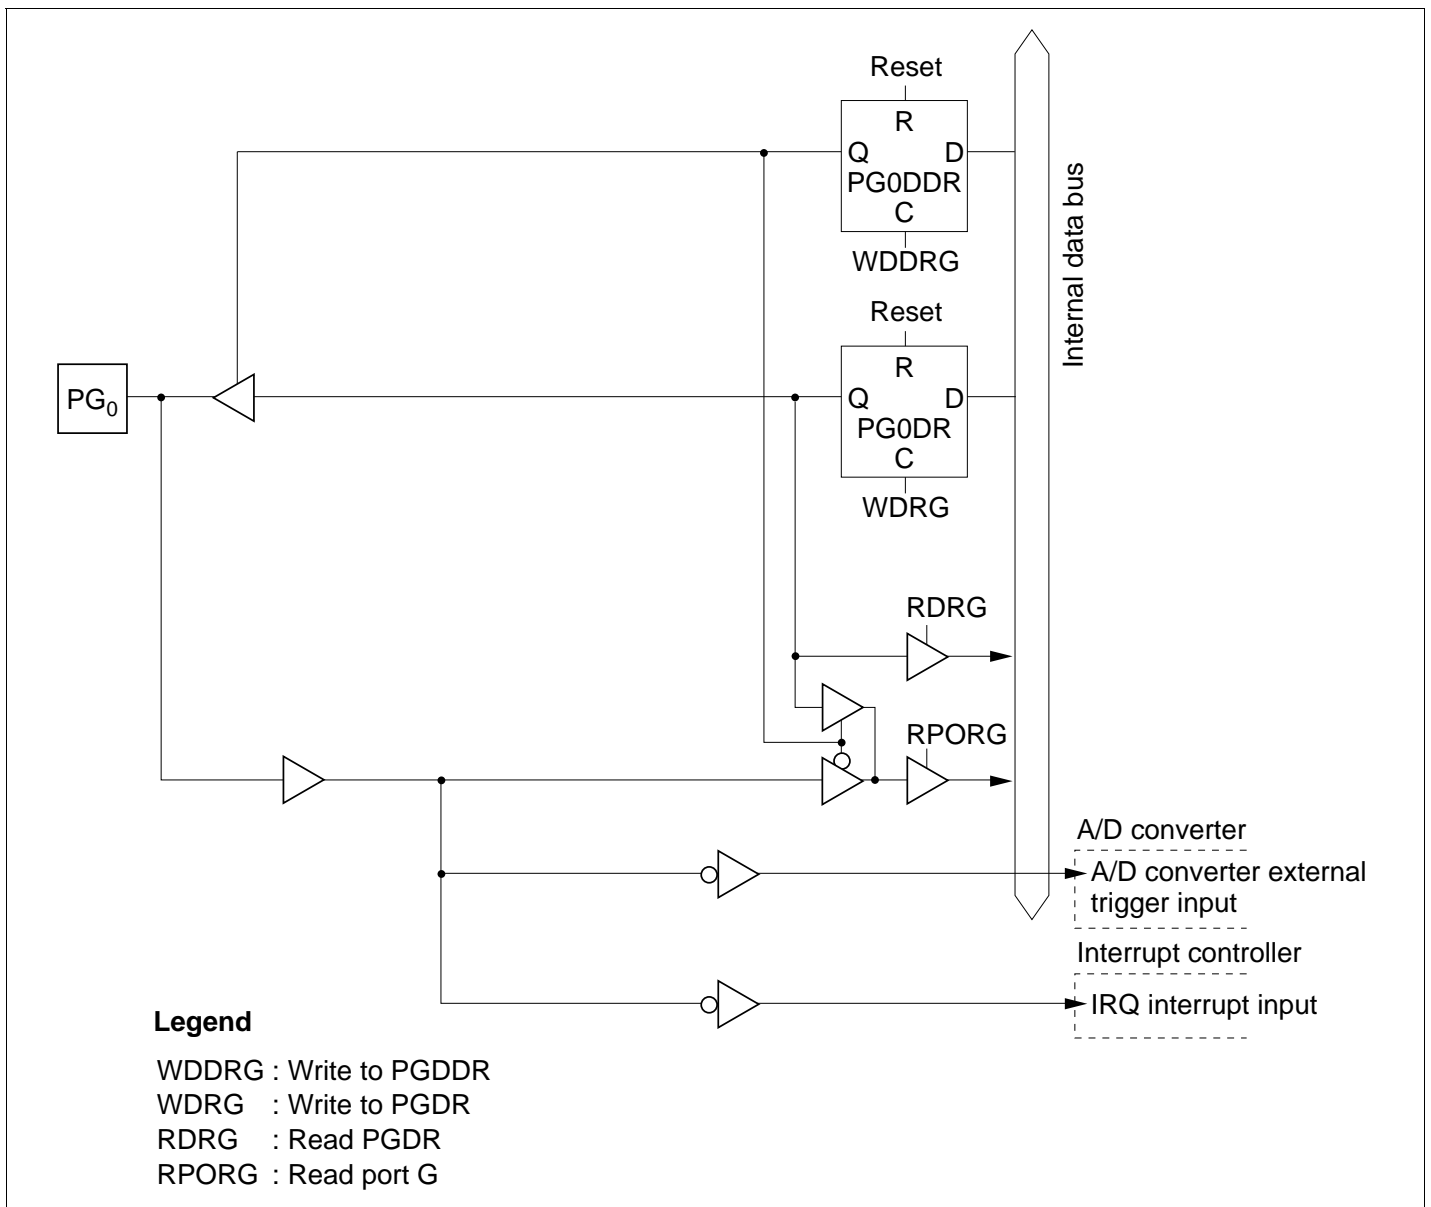 Reset
R
Q D
PG0DDR
C
WDDRG
Internal data bus
Reset
R
PG0
Q D
PG0DR
C
WDRG
RDRG
RPORG
A/D converter
A/D converter external
trigger input
Interrupt controller
IRQ interrupt input
Legend
WDDRG : Write to PGDDR
WDRG : Write to PGDR
RDRG : Read PGDR
RPORG : Read port G